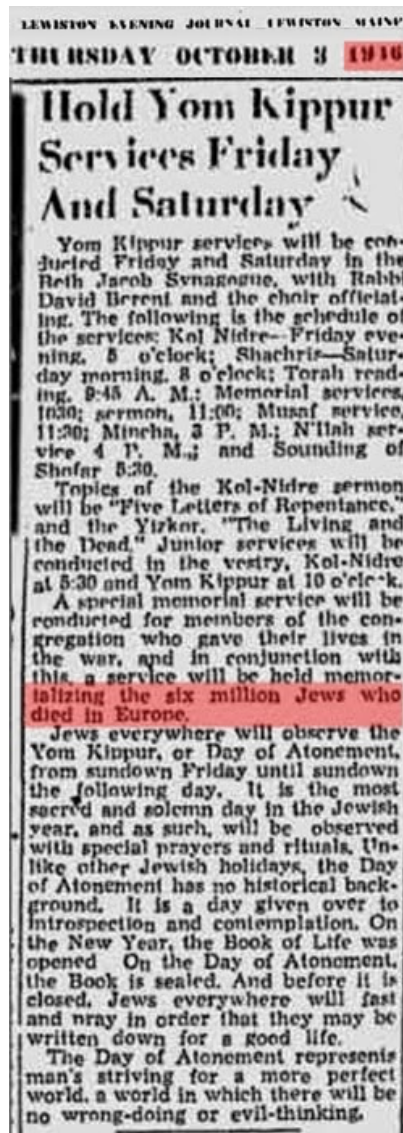 LEWISTON EVENING JOURNAL LEWISTON MAINE
THURSDAY OCTOBER 3 1946
Hold Yom Kippur
Services Friday
And Saturday
Yom Kippur services will be con-
ducted Friday and Saturday in the
Beth Jacob Synagogue, with Rabbi
David Berent and the choir officiat-
ing. The following is the schedule of
the services: Kol Nidre—Friday eve-
ning, 5 o'clock; Shachris—Satur-
day morning, 8 o'clock; Torah read-
ing, 9:45 A. M.; Memorial services,
1030; sermon, 11:00; Musaf service,
11:30; Mincha, 3 P. M.; N'llah ser-
vice 4 P. M.; and Sounding of
Shofar 5:30.
Topics of the Kol-Nidre sermon
will be "Five Letters of Repentance,"
and the Yizkor, "The Living and
the Dead." Junior services will be
conducted in the vestry, Kol-Nidre
at 5:30 and Yom Kippur at 10 o'clock.
A special memorial service will be
conducted for members of the con-
gregation who gave their lives in
the war, and in conjunction with
this, a service will be held memor-
ializing the six million Jews who
died in Europe.
Jews everywhere will observe the
Yom Kippur, or Day of Atonement,
from sundown Friday until sundown
the following day. It is the most
sacred and solemn day in the Jewish
year, and as such, will be observed
with special prayers and rituals. Un-
like other Jewish holidays, the Day
of Atonement has no historical back-
ground. It is a day given over to
introspection and contemplation. On
the New Year, the Book of Life was
opened On the Day of Atonement,
the Book is sealed. And before it is
closed, Jews everywhere will fast
and pray in order that they may be
written down for a good life.
The Day of Atonement represents
man's striving for a more perfect
world, a world in which there will be
no wrong-doing or evil-thinking.